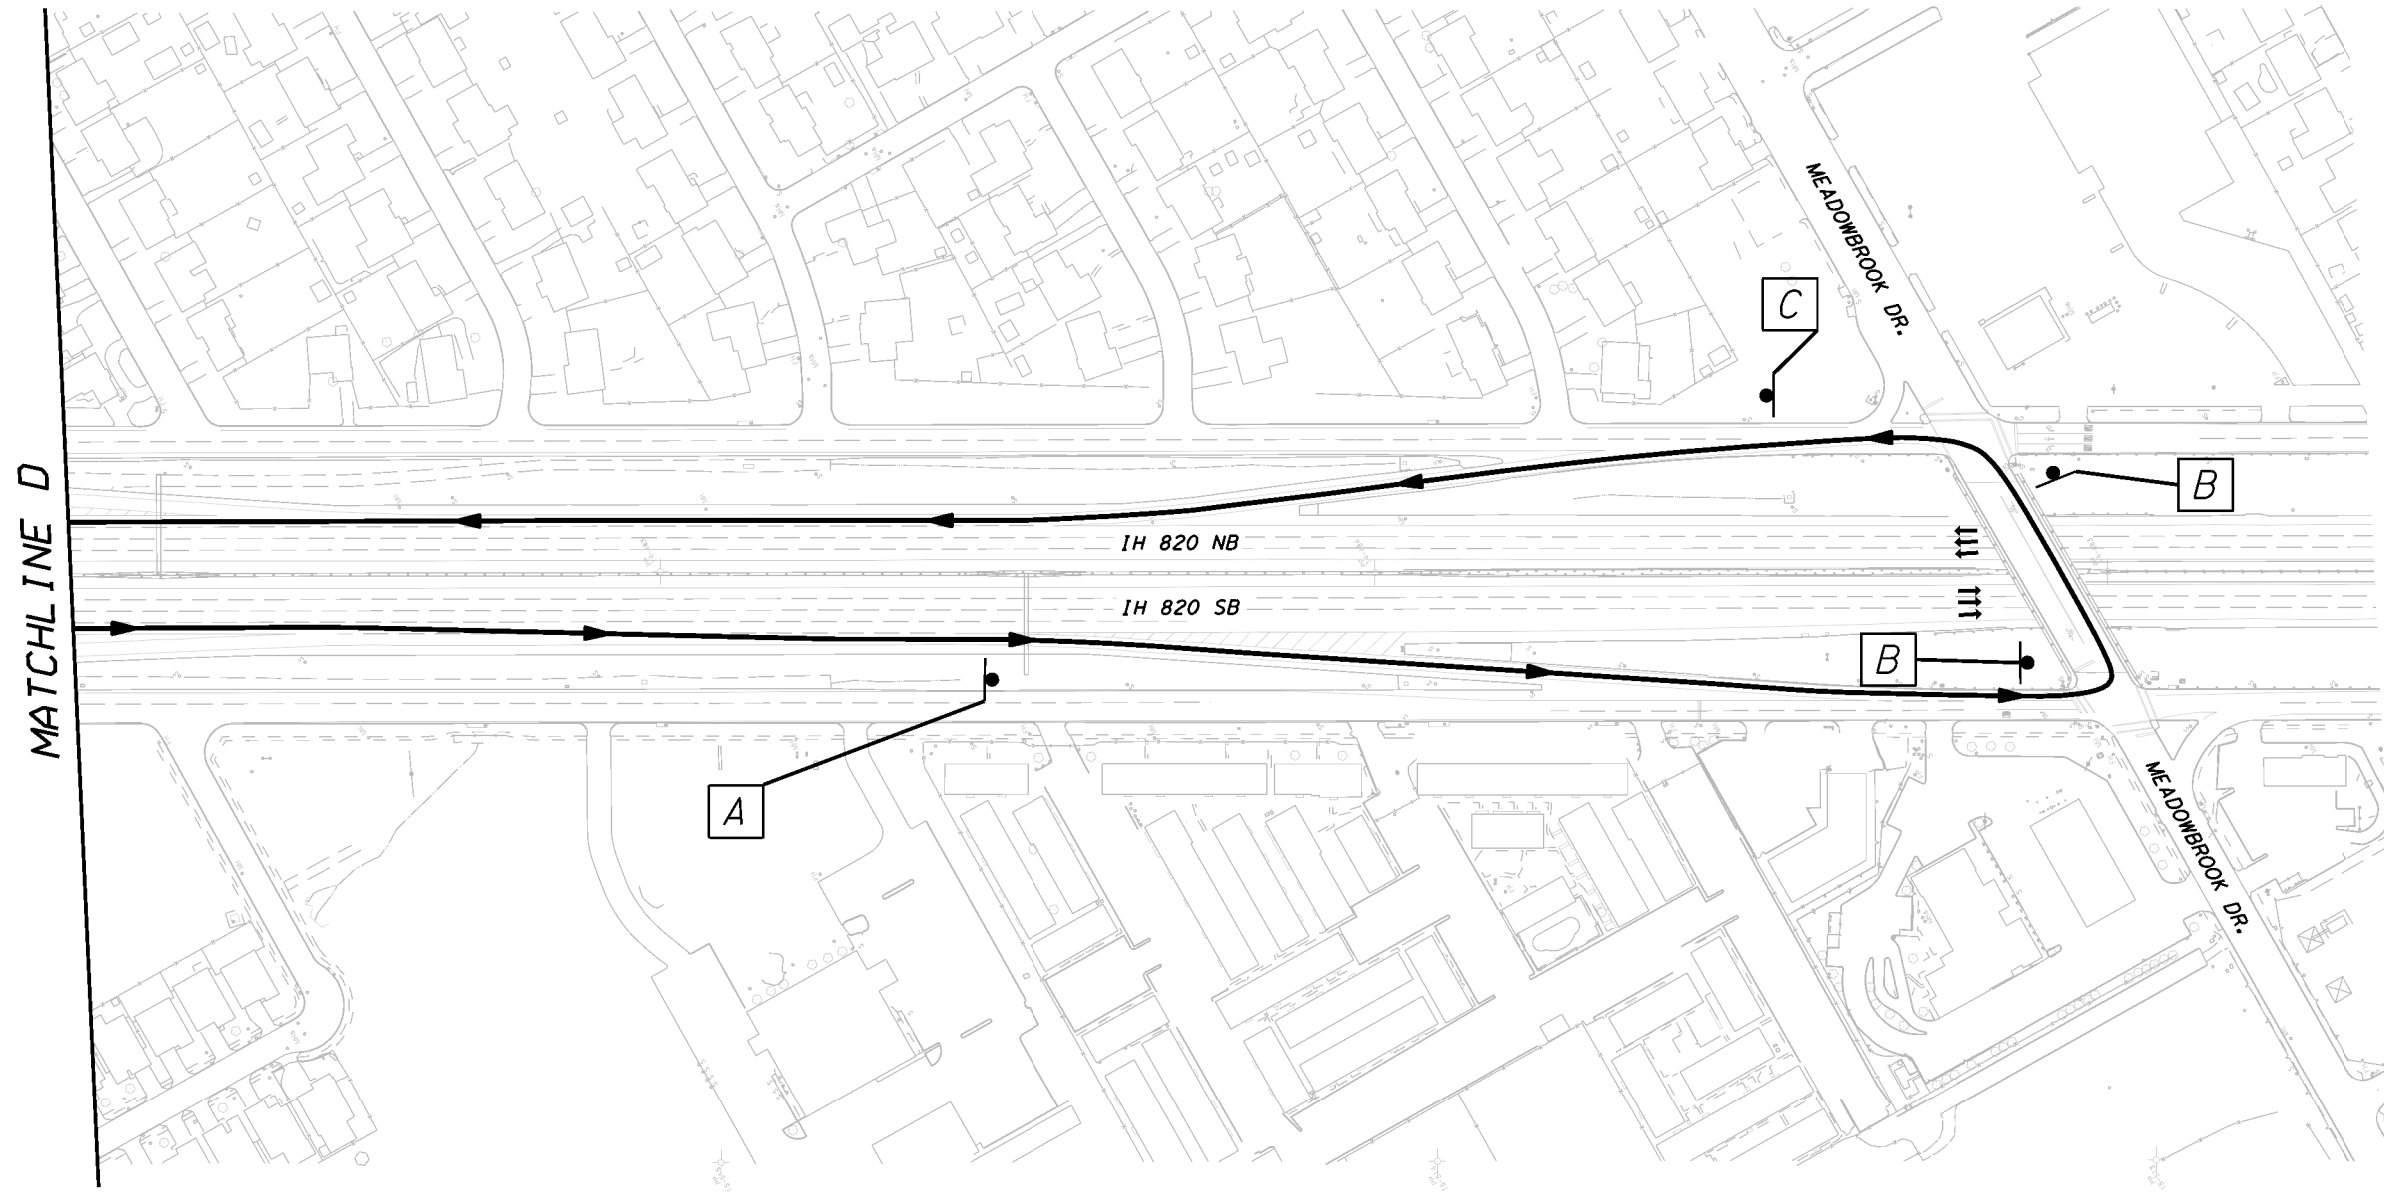 MATCHLINE D
MEADOWBROOK DR.
C
B
IH 820 NB
IH 820 SB
B
A
MEADOWBROOK DR.